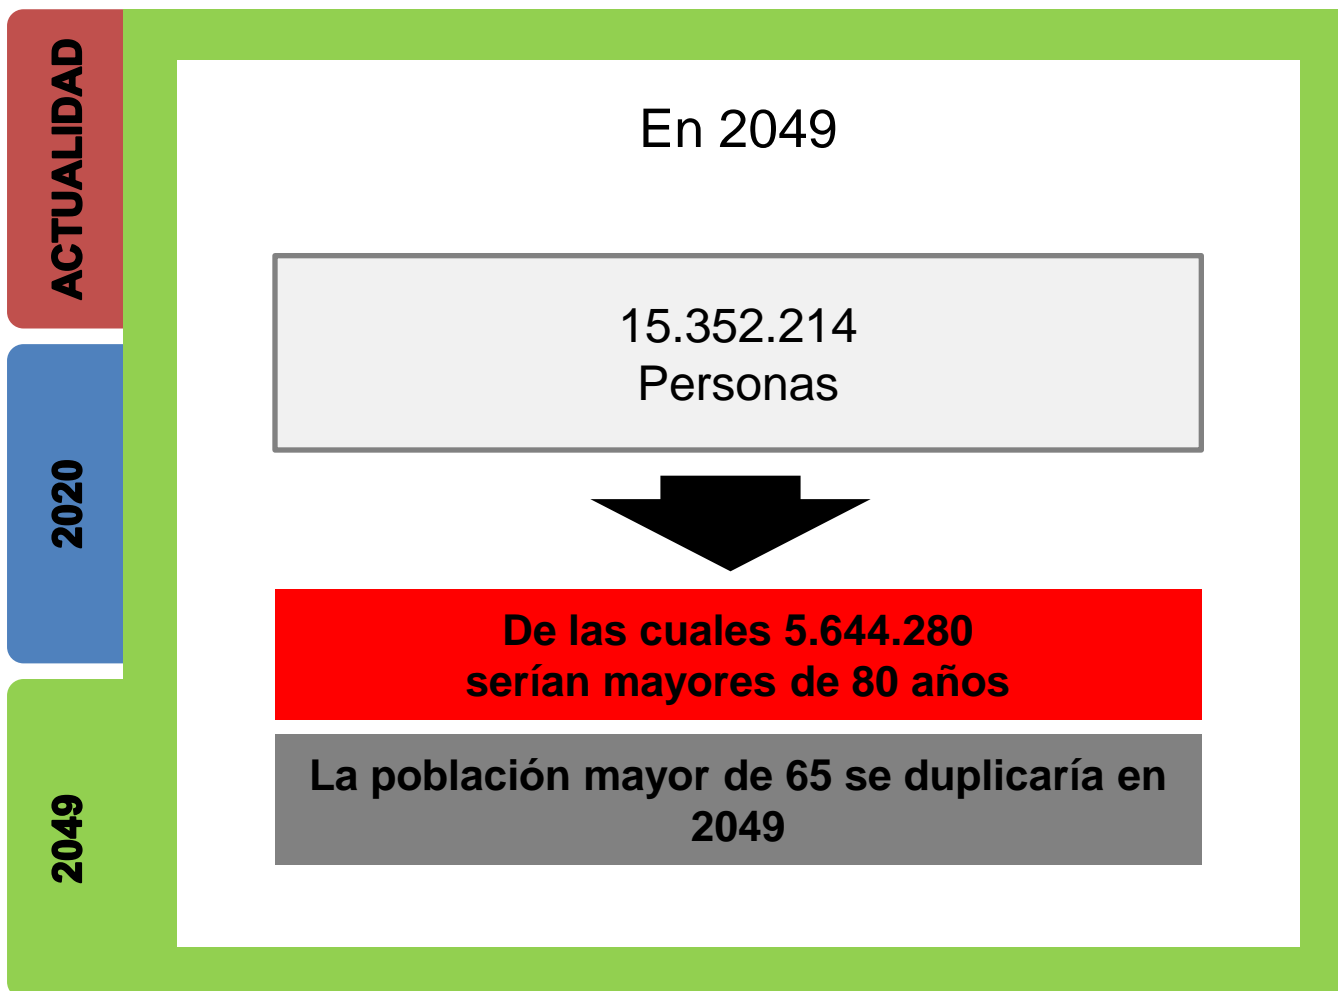 ACTUALIDAD
2020
2049
En 2049
15.352.214
Personas
De las cuales 5.644.280
serían mayores de 80 años
La población mayor de 65 se duplicaría en
2049